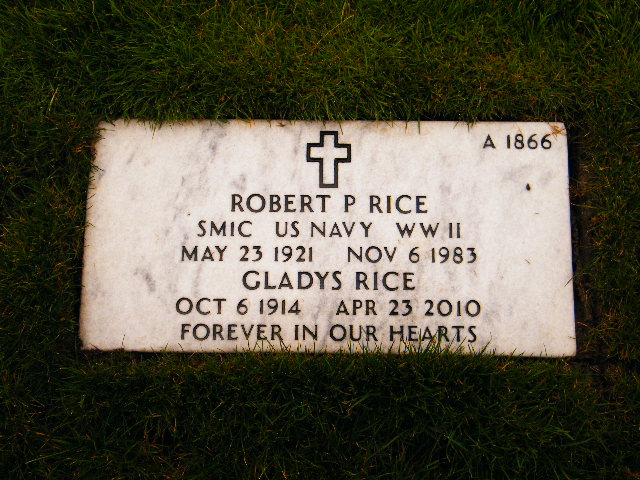 A 1866
ROBERT P RICE
SMIC US NAVY WW II
MAY 23 1921 NOV 6 1983
GLADYS RICE
OCT 6 1914 APR 23 2010
FOREVER IN OUR HEARTS